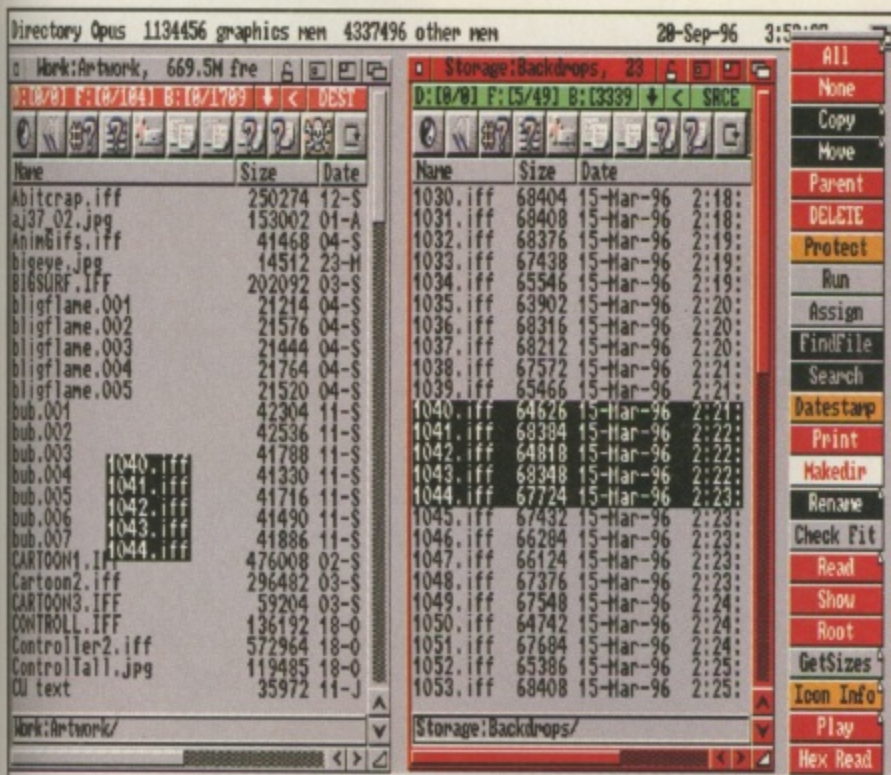 Directory Opus 1134456 graphics mem 4337496 other mem 20-Sep-96
Work:Artwork, 669.5M fre
D:[0/0] F:[0/104] B:[0/1709 < DEST
Name Size Date
Abitcrap.iff 250274 12-S
aj37_02.jpg 153002 01-A
AnimGifs.iff 41468 04-S
bigeye.jpg 14512 23-M
BIGSURF.IFF 202092 03-S
bligflame.001 21214 04-S
bligflame.002 21576 04-S
bligflame.003 21444 04-S
bligflame.004 21764 04-S
bligflame.005 21520 04-S
bub.001 42304 11-S
bub.002 42536 11-S
bub.003 41788 11-S
bub.004 41330 11-S
bub.005 41716 11-S
bub.006 41490 11-S
bub.007 41886 11-S
CARTOON1.IFF 476008 02-S
Cartoon2.iff 296482 03-S
CARTOON3.IFF 59204 03-S
CONTROLL.IFF 136192 18-O
Controller2.iff 572964 18-O
ControlTall.jpg 119485 18-O
CU text 35972 11-J
1040.iff
1041.iff
1042.iff
1043.iff
1044.iff
Work:Artwork/
Storage:Backdrops, 23
D:[0/0] F:[5/49] B:[3339 < SRCE
Name Size Date
1030.iff 68404 15-Mar-96 2:18:
1031.iff 68408 15-Mar-96 2:18:
1032.iff 68376 15-Mar-96 2:19:
1033.iff 67438 15-Mar-96 2:19:
1034.iff 65546 15-Mar-96 2:19:
1035.iff 63902 15-Mar-96 2:20:
1036.iff 68316 15-Mar-96 2:20:
1037.iff 68212 15-Mar-96 2:20:
1038.iff 67572 15-Mar-96 2:21:
1039.iff 65466 15-Mar-96 2:21:
1040.iff 64626 15-Mar-96 2:21:
1041.iff 68384 15-Mar-96 2:22:
1042.iff 64818 15-Mar-96 2:22:
1043.iff 68348 15-Mar-96 2:22:
1044.iff 67724 15-Mar-96 2:23:
1045.iff 67432 15-Mar-96 2:23:
1046.iff 66284 15-Mar-96 2:23:
1047.iff 66124 15-Mar-96 2:23:
1048.iff 67376 15-Mar-96 2:23:
1049.iff 67548 15-Mar-96 2:24:
1050.iff 64742 15-Mar-96 2:24:
1051.iff 67684 15-Mar-96 2:24:
1052.iff 65386 15-Mar-96 2:25:
1053.iff 68408 15-Mar-96 2:25:
Storage:Backdrops/
All
None
Copy
Move
Parent
DELETE
Protect
Run
Assign
FindFile
Search
Datestamp
Print
Makedir
Rename
Check Fit
Read
Show
Root
GetSizes
Icon Info
Play
Hex Read